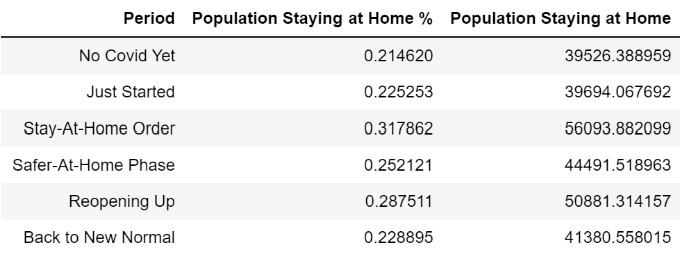 Period Population Staying at Home % Population Staying at Home
No Covid Yet 0.214620 39526.388959
Just Started 0.225253 39694.067692
Stay-At-Home Order 0.317862 56093.882099
Safer-At-Home Phase 0.252121 44491.518963
Reopening Up 0.287511 50881.314157
Back to New Normal 0.228895 41380.558015